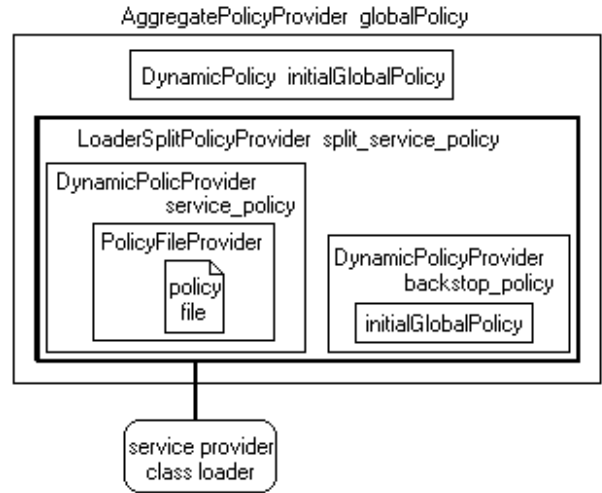 AggregatePolicyProvider globalPolicy
DynamicPolicy initialGlobalPolicy
LoaderSplitPolicyProvider split_service_policy
DynamicPolicProvider
service_policy
PolicyFileProvider
policy
file
DynamicPolicyProvider
backstop_policy
initialGlobalPolicy
service provider
class loader